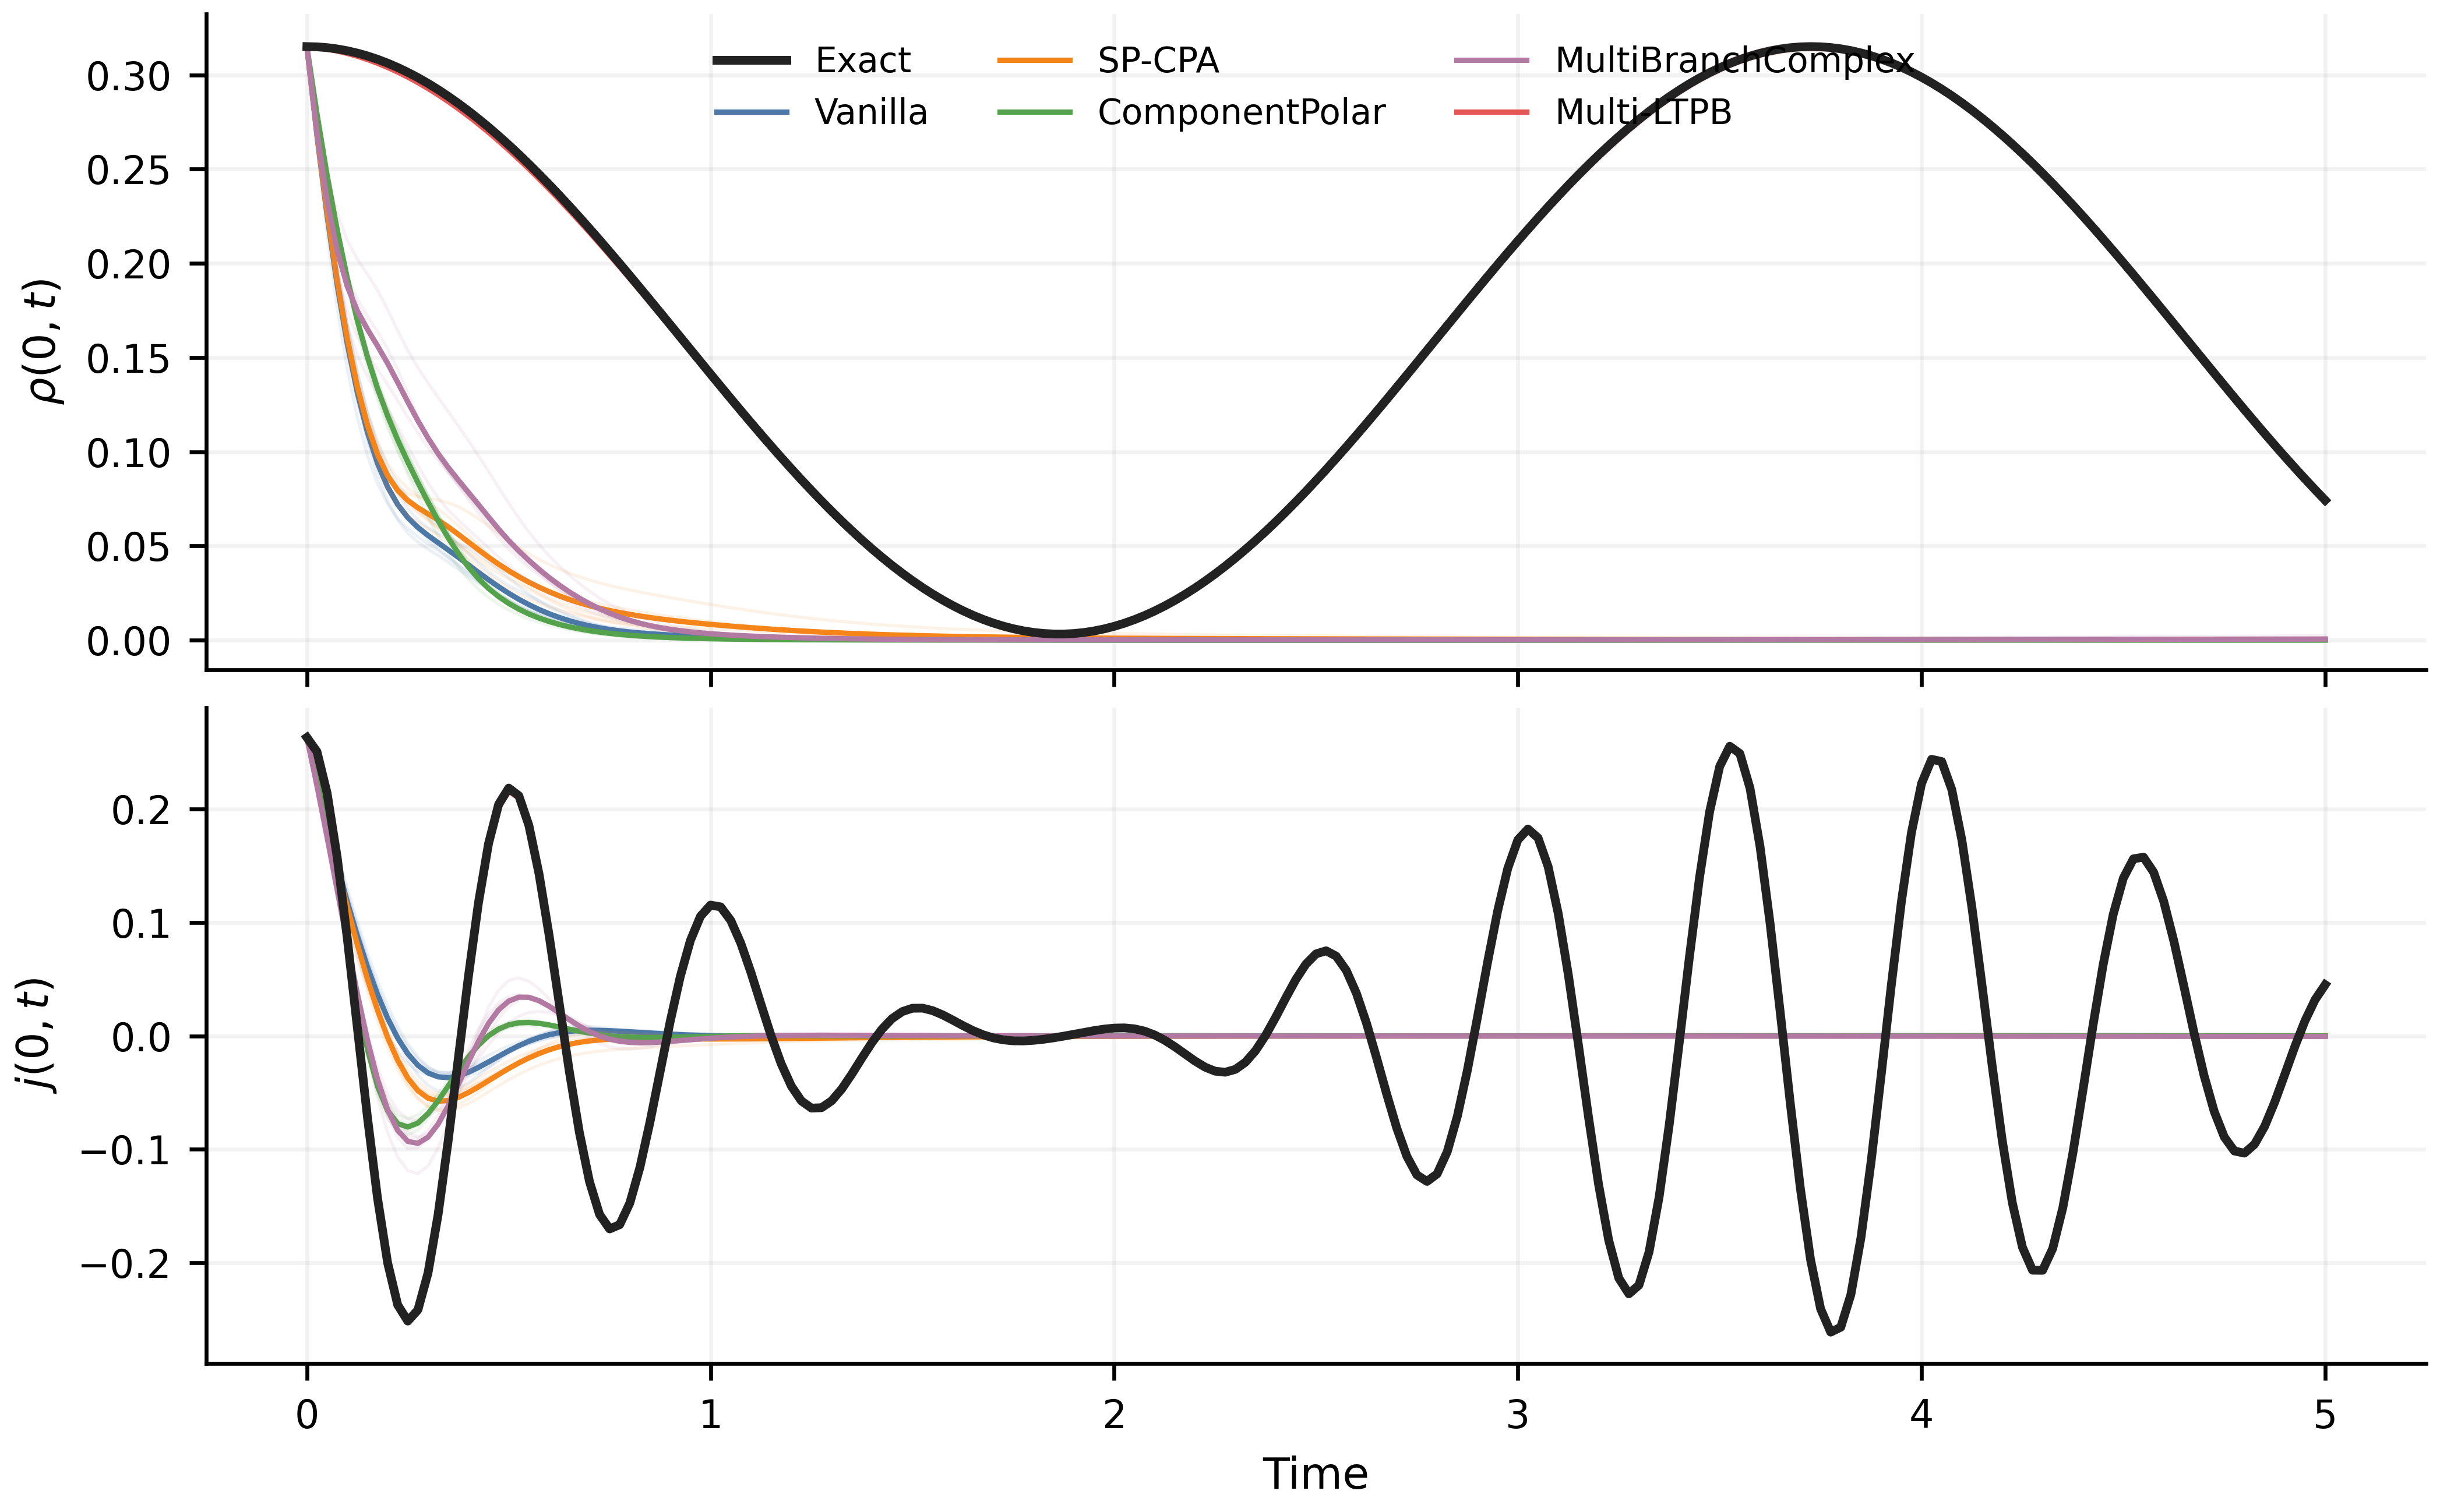 Exact SP-CPA MultiBranchComplex
Vanilla ComponentPolar Multi-LTPB
0.30
0.25
0.20
0.15
0.10
0.05
0.00
ρ(0, t)
0.2
0.1
0.0
−0.1
−0.2
j(0, t)
0 1 2 3 4 5
Time